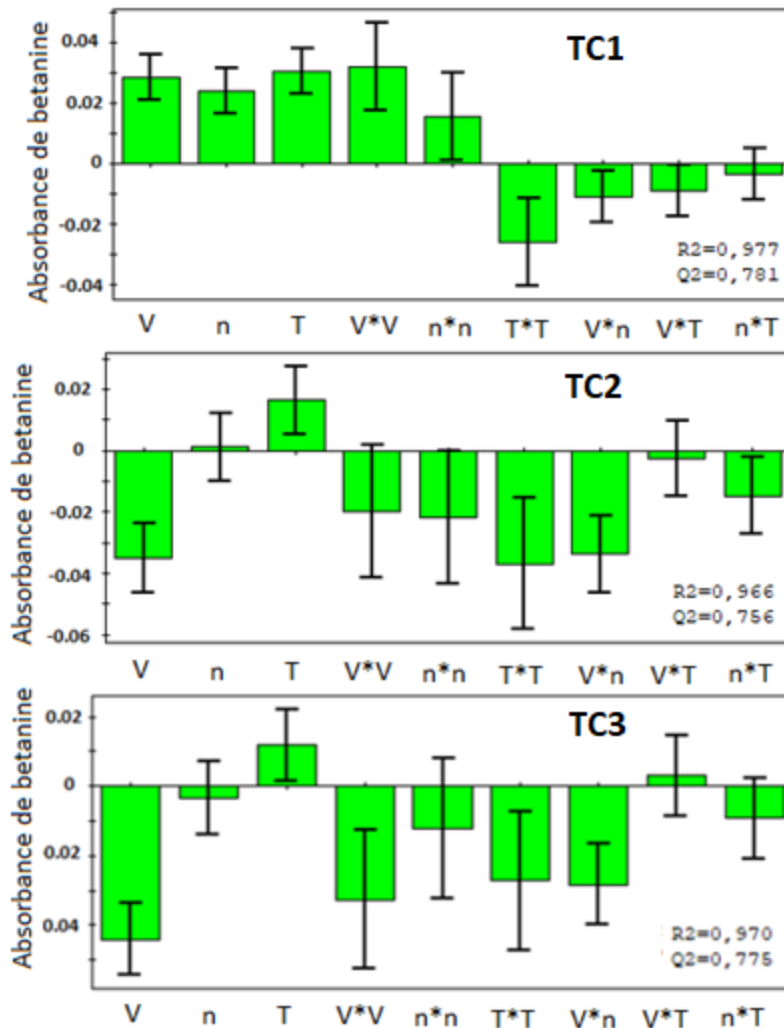 TC1
Absorbance de betanine
0.04
0.02
0
-0.02
-0.04
R2=0,977
Q2=0,781
V n T V*V n*n T*T V*n V*T n*T
TC2
Absorbance de betanine
0.02
0
-0.02
-0.04
-0.06
R2=0,966
Q2=0,756
V n T V*V n*n T*T V*n V*T n*T
TC3
Absorbance de betanine
0.02
0
0.02
0.04
R2=0,970
Q2=0,775
V n T V*V n*n T*T V*n V*T n*T